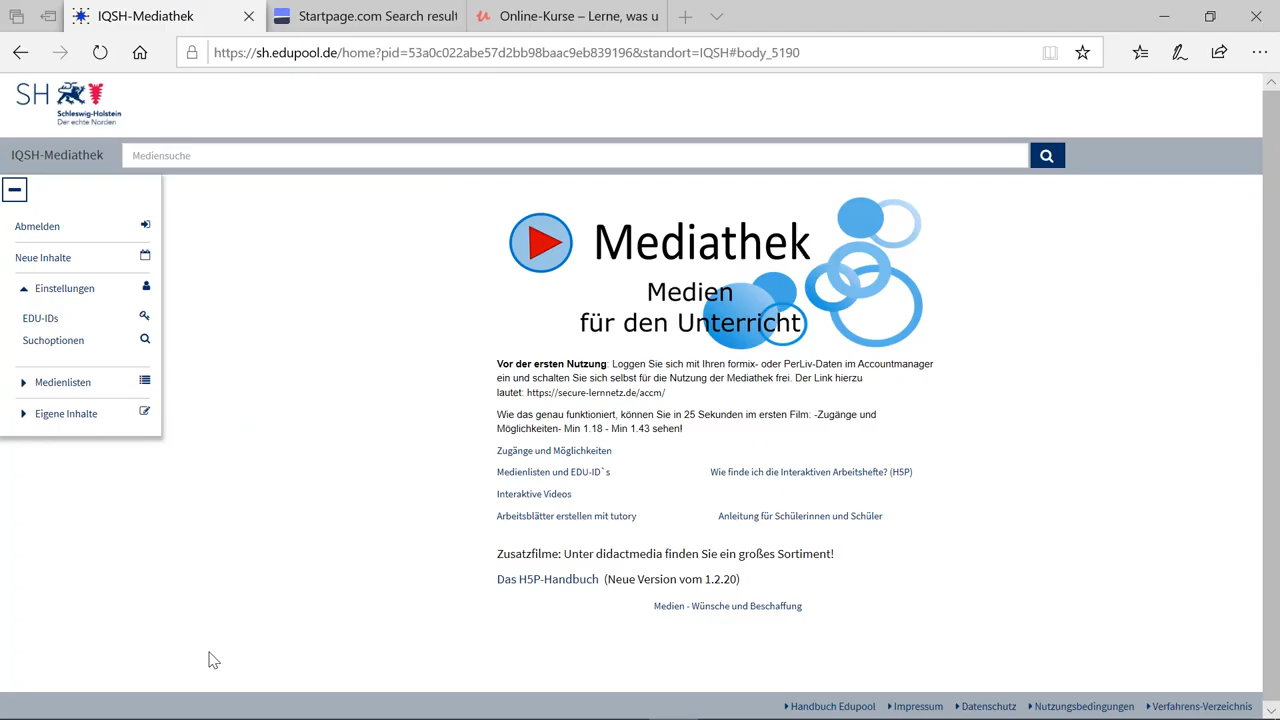 IQSH-Mediathek
Startpage.com Search result
Online-Kurse – Lerne, was u
https://sh.edupool.de/home?pid=53a0c022abe57d2bb98baac9eb839196&standort=IQSH#body_5190
SH
Schleswig-Holstein
Der echte Norden
IQSH-Mediathek
Mediensuche
Abmelden
Neue Inhalte
Einstellungen
EDU-IDs
Suchoptionen
Medienlisten
Eigene Inhalte
Mediathek
Medien
für den Unterricht
Vor der ersten Nutzung: Loggen Sie sich mit Ihren formix- oder PerLiv-Daten im Accountmanager
ein und schalten Sie sich selbst für die Nutzung der Mediathek frei. Der Link hierzu
lautet: https://secure-lernnetz.de/accm/
Wie das genau funktioniert, können Sie in 25 Sekunden im ersten Film: -Zugänge und
Möglichkeiten- Min 1.18 - Min 1.43 sehen!
Zugänge und Möglichkeiten
Medienlisten und EDU-ID`s Wie finde ich die Interaktiven Arbeitshefte? (H5P)
Interaktive Videos
Arbeitsblätter erstellen mit tutory Anleitung für Schülerinnen und Schüler
Zusatzfilme: Unter didactmedia finden Sie ein großes Sortiment!
Das H5P-Handbuch (Neue Version vom 1.2.20)
Medien - Wünsche und Beschaffung
Handbuch Edupool Impressum Datenschutz Nutzungsbedingungen Verfahrens-Verzeichnis